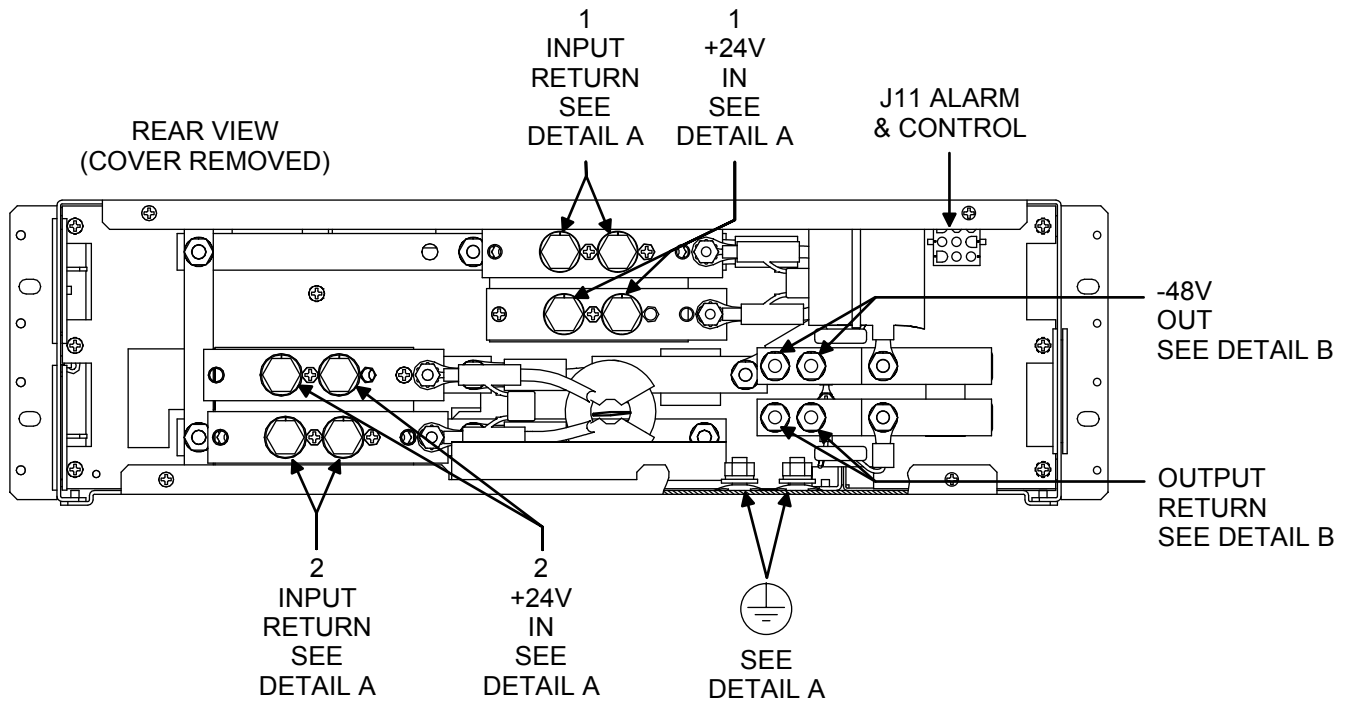 1
INPUT
RETURN
SEE
DETAIL A
1
+24V
IN
SEE
DETAIL A
J11 ALARM
& CONTROL
REAR VIEW
(COVER REMOVED)
-48V
OUT
SEE DETAIL B
OUTPUT
RETURN
SEE DETAIL B
2
INPUT
RETURN
SEE
DETAIL A
2
+24V
IN
SEE
DETAIL A
SEE
DETAIL A